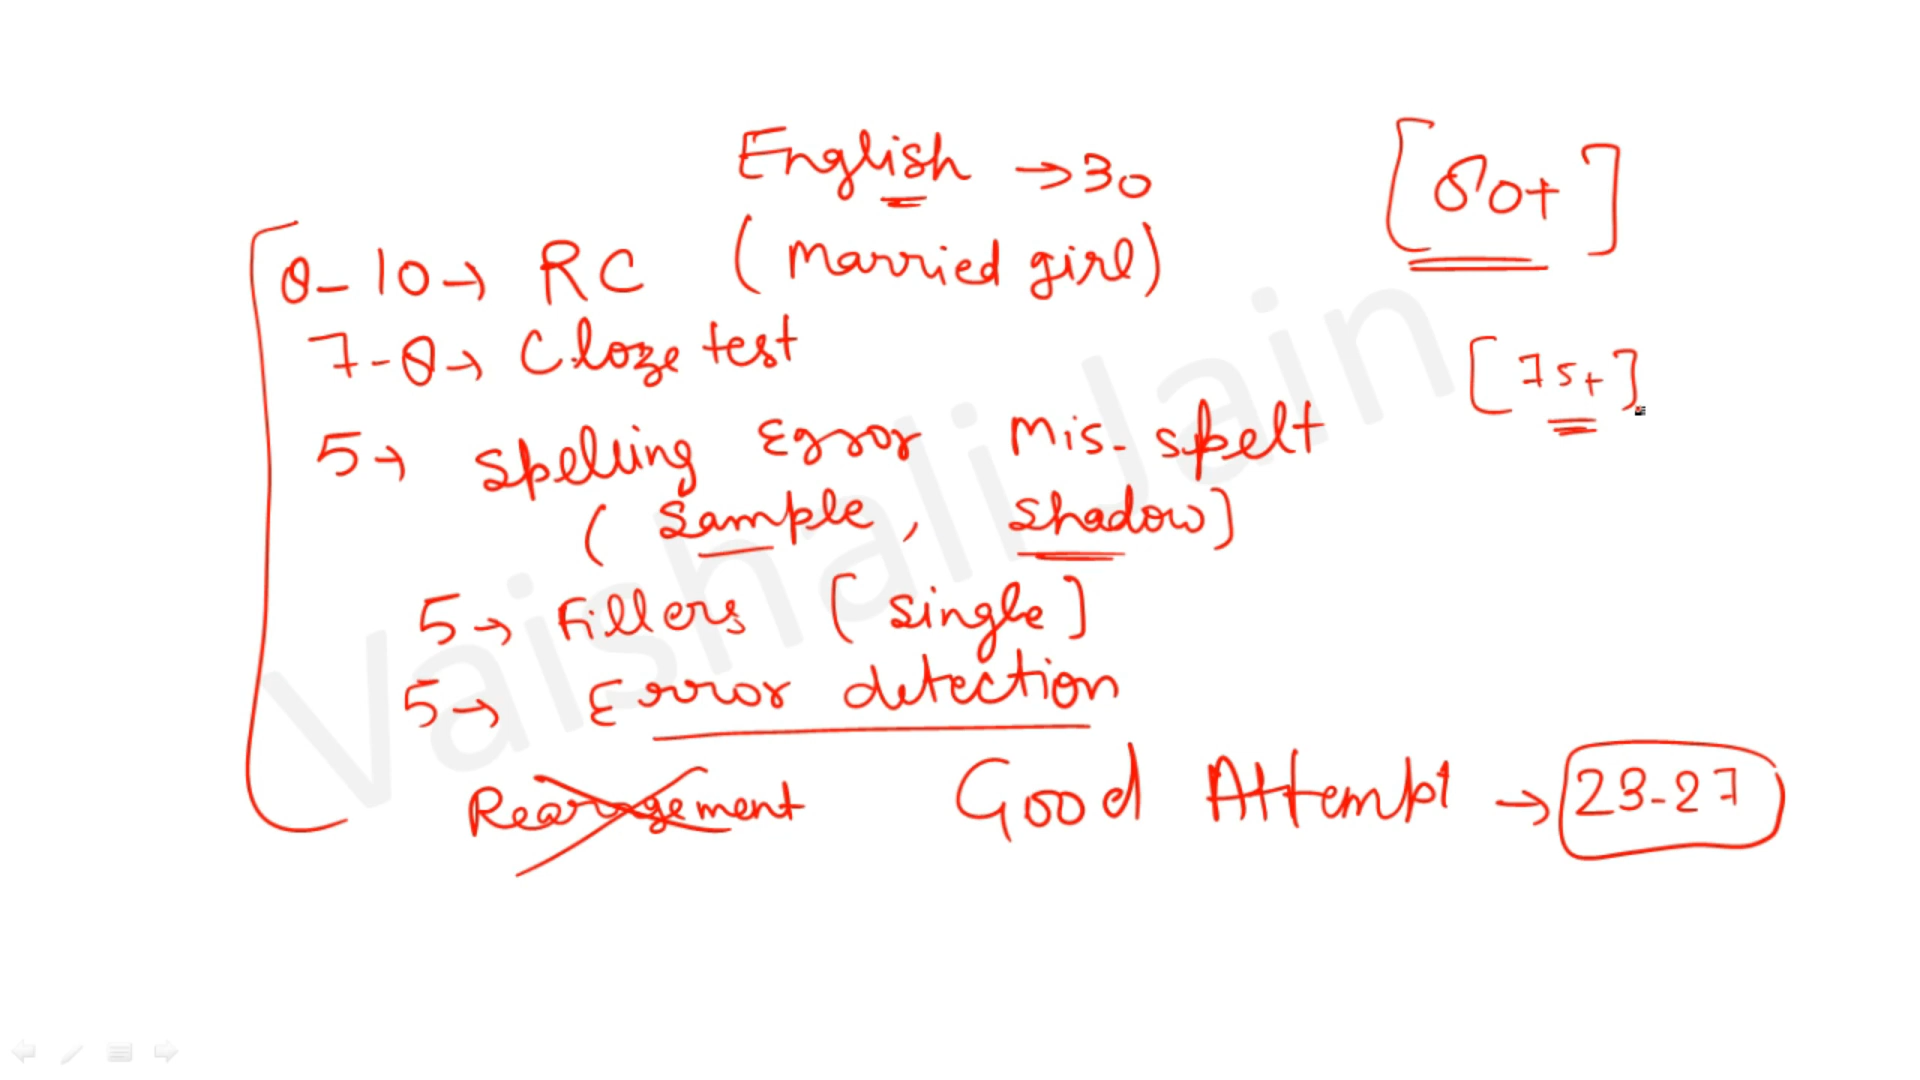 English → 30
[80+]
8-10 → RC (Married girl)
7-8 → Cloze test
[75+]
5 → Spelling Error Mis-spelt
(Sample, Shadow]
5 → Fillers [Single]
5 → Error detection
Rearragement
Good Attempt → 23-27
Vaishali Jain